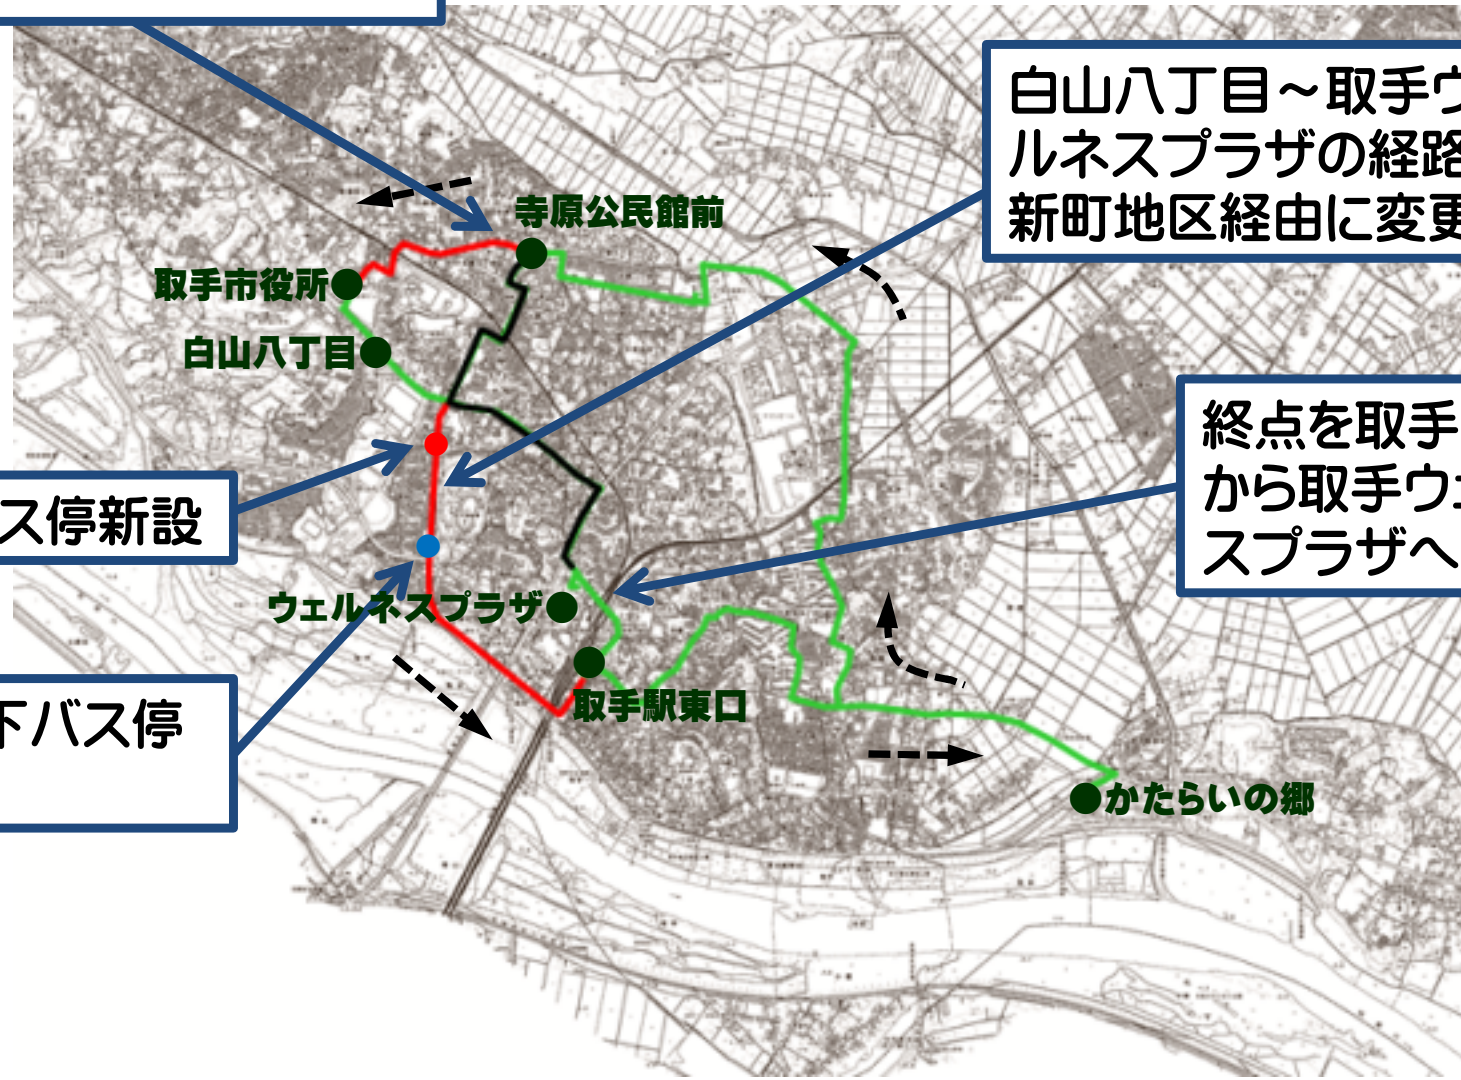 白山八丁目～取手ウ
ルネスプラザの経路
新町地区経由に変更
寺原公民館前
取手市役所
白山八丁目
終点を取手
から取手ウェ
スプラザへ
ス停新設
ウェルネスプラザ
下バス停
取手駅東口
かたらいの郷